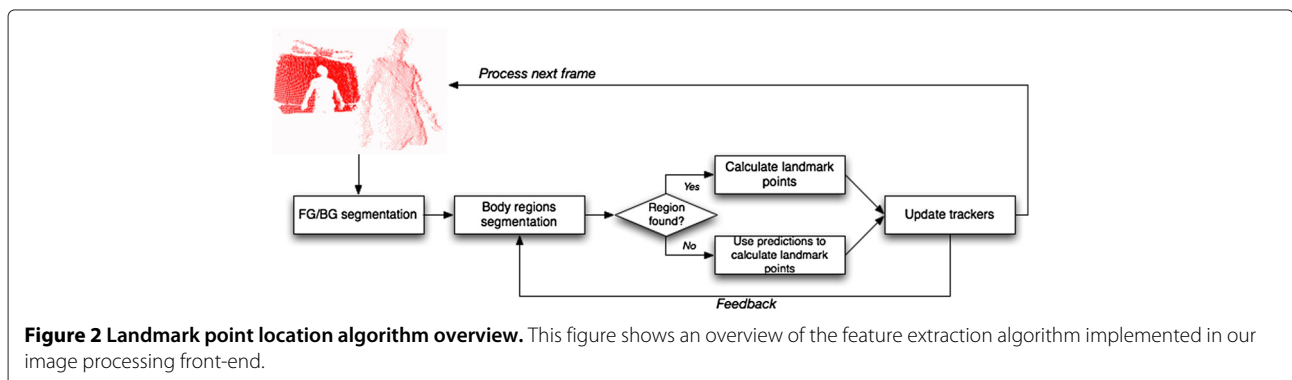 Process next frame
FG/BG segmentation
Body regions
segmentation
Region
found?
Yes
No
Calculate landmark
points
Use predictions to
calculate landmark
points
Update trackers
Feedback
Figure 2 Landmark point location algorithm overview. This figure shows an overview of the feature extraction algorithm implemented in our
image processing front-end.